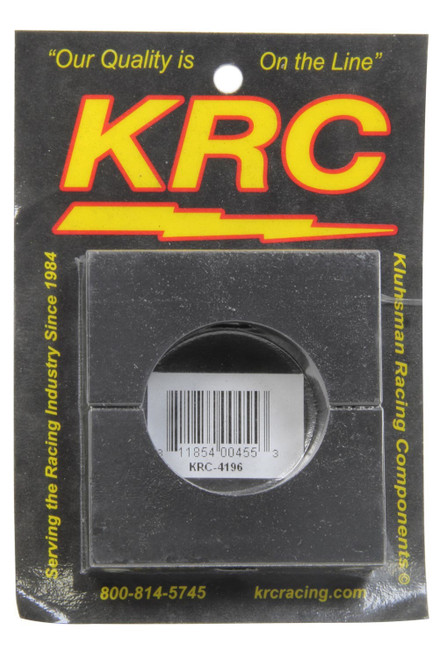 "Our Quality is On the Line"
KRC
Serving the Racing Industry Since 1984
Kluhsman Racing Components©
3 11854 00455 3
KRC-4196
800-814-5745 krcracing.com